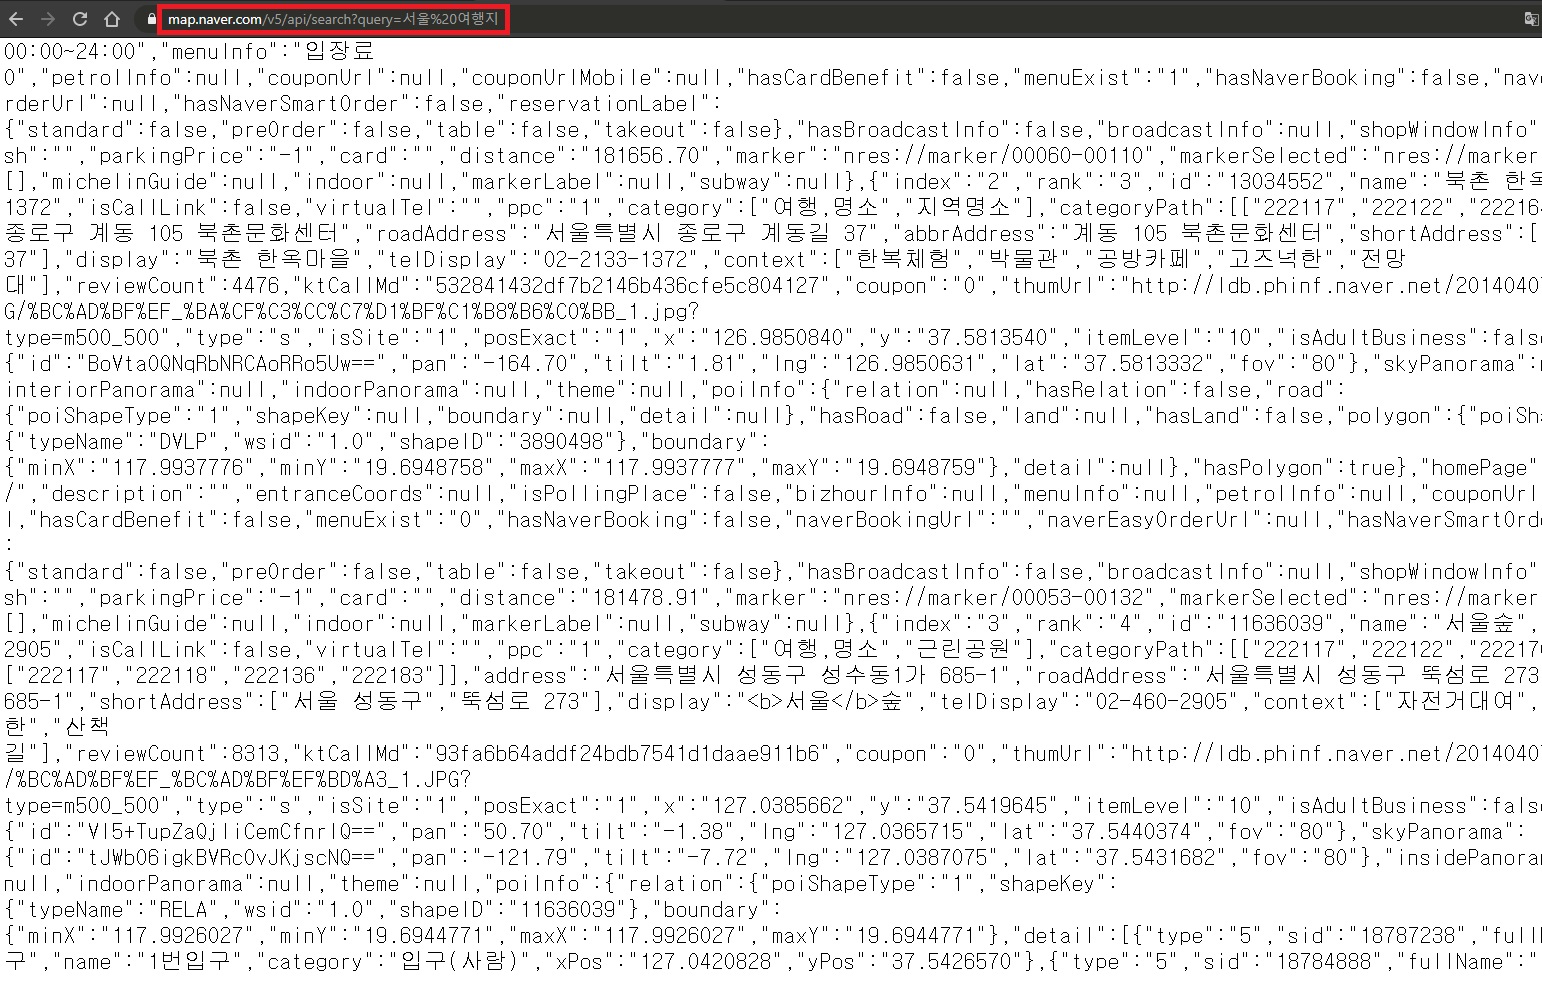 map.naver.com/v5/api/search?query=서울%20여행지
00:00~24:00","menuInfo":"입장료
0","petrolInfo":null,"couponUrl":null,"couponUrlMobile":null,"hasCardBenefit":false,"menuExist":"1","hasNaverBooking":false,"nav
rderUrl":null,"hasNaverSmartOrder":false,"reservationLabel":
{"standard":false,"preOrder":false,"table":false,"takeout":false},"hasBroadcastInfo":false,"broadcastInfo":null,"shopWindowInfo"
sh":"","parkingPrice":"-1","card":"","distance":"181656.70","marker":"nres://marker/00060-00110","markerSelected":"nres://marker
[],"michelinGuide":null,"indoor":null,"markerLabel":null,"subway":null},{"index":"2","rank":"3","id":"13034552","name":"북촌 한옥
1372","isCallLink":false,"virtualTel":"","ppc":"1","category":["여행,명소","지역명소"],"categoryPath":[["222117","222122","222164
종로구 계동 105 북촌문화센터","roadAddress":"서울특별시 종로구 계동길 37","abbrAddress":"계동 105 북촌문화센터","shortAddress":[
37"],"display":"북촌 한옥마을","telDisplay":"02-2133-1372","context":["한복체험","박물관","공방카페","고즈넉한","전망
대"],"reviewCount":4476,"ktCallMd":"532841432df7b2146b436cfe5c804127","coupon":"0","thumUrl":"http://ldb.phinf.naver.net/2014040
G/%BC%AD%BF%EF_%BA%CF%C3%CC%C7%D1%BF%C1%B8%B6%C0%BB_1.jpg?
type=m500_500","type":"s","isSite":"1","posExact":"1","x":"126.9850840","y":"37.5813540","itemLevel":"10","isAdultBusiness":fals
{"id":"BoVta0QNqRbNRCAoRRo5Uw==","pan":"-164.70","tilt":"1.81","lng":"126.9850631","lat":"37.5813332","fov":"80"},"skyPanorama":n
interiorPanorama":null,"indoorPanorama":null,"theme":null,"poiInfo":{"relation":null,"hasRelation":false,"road":
{"poiShapeType":"1","shapeKey":null,"boundary":null,"detail":null},"hasRoad":false,"land":null,"hasLand":false,"polygon":{"poiSha
{"typeName":"DVLP","wsid":"1.0","shapeID":"3890498"},"boundary":
{"minX":"117.9937776","minY":"19.6948758","maxX":"117.9937777","maxY":"19.6948759"},"detail":null},"hasPolygon":true},"homePage"
/","description":"","entranceCoords":null,"isPollingPlace":false,"bizhourInfo":null,"menuInfo":null,"petrolInfo":null,"couponUrl
l,"hasCardBenefit":false,"menuExist":"0","hasNaverBooking":false,"naverBookingUrl":"","naverEasyOrderUrl":null,"hasNaverSmartOrde
:
{"standard":false,"preOrder":false,"table":false,"takeout":false},"hasBroadcastInfo":false,"broadcastInfo":null,"shopWindowInfo"
sh":"","parkingPrice":"-1","card":"","distance":"181478.91","marker":"nres://marker/00053-00132","markerSelected":"nres://marker
[],"michelinGuide":null,"indoor":null,"markerLabel":null,"subway":null},{"index":"3","rank":"4","id":"11636039","name":"서울숲",
2905","isCallLink":false,"virtualTel":"","ppc":"1","category":["여행,명소","근린공원"],"categoryPath":[["222117","222122","22217
["222117","222118","222136","222183"]],"address":"서울특별시 성동구 성수동1가 685-1","roadAddress":"서울특별시 성동구 뚝섬로 273
685-1","shortAddress":["서울 성동구","뚝섬로 273"],"display":"<b>서울</b>숲","telDisplay":"02-460-2905","context":["자전거대여",
한","산책
길"],"reviewCount":8313,"ktCallMd":"93fa6b64addf24bdb7541d1daae911b6","coupon":"0","thumUrl":"http://ldb.phinf.naver.net/2014040
/%BC%AD%BF%EF_%BC%AD%BF%EF%BD%A3_1.JPG?
type=m500_500","type":"s","isSite":"1","posExact":"1","x":"127.0385662","y":"37.5419645","itemLevel":"10","isAdultBusiness":fals
{"id":"Vl5+TupZaQjliCemCfnrlQ==","pan":"50.70","tilt":"-1.38","lng":"127.0365715","lat":"37.5440374","fov":"80"},"skyPanorama":
{"id":"tJWbO6igkBVRcOvJKjscNQ==","pan":"-121.79","tilt":"-7.72","lng":"127.0387075","lat":"37.5431682","fov":"80"},"insidePanora
null,"indoorPanorama":null,"theme":null,"poiInfo":{"relation":{"poiShapeType":"1","shapeKey":
{"typeName":"RELA","wsid":"1.0","shapeID":"11636039"},"boundary":
{"minX":"117.9926027","minY":"19.6944771","maxX":"117.9926027","maxY":"19.6944771"},"detail":[{"type":"5","sid":"18787238","full
구","name":"1번입구","category":"입구(사람)","xPos":"127.0420828","yPos":"37.5426570"},{"type":"5","sid":"18784888","fullName":"